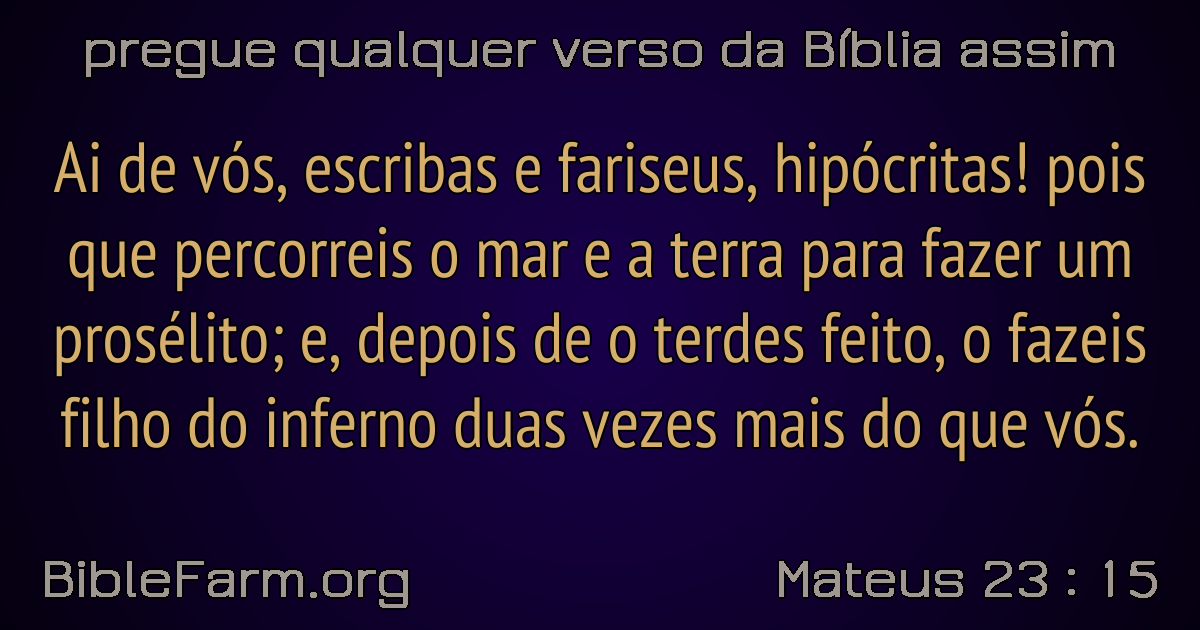 pregue qualquer verso da Bíblia assim
Ai de vós, escribas e fariseus, hipócritas! pois
que percorreis o mar e a terra para fazer um
prosélito; e, depois de o terdes feito, o fazeis
filho do inferno duas vezes mais do que vós.
BibleFarm.org
Mateus 23 : 15